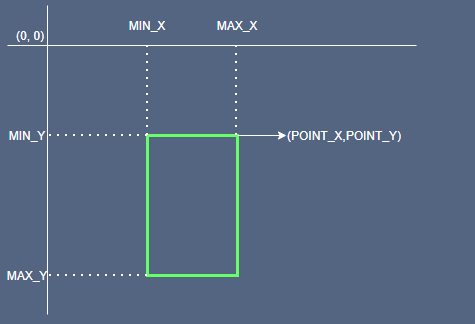 MIN_X
MAX_X
(0, 0)
MIN_Y
(POINT_X,POINT_Y)
MAX_Y